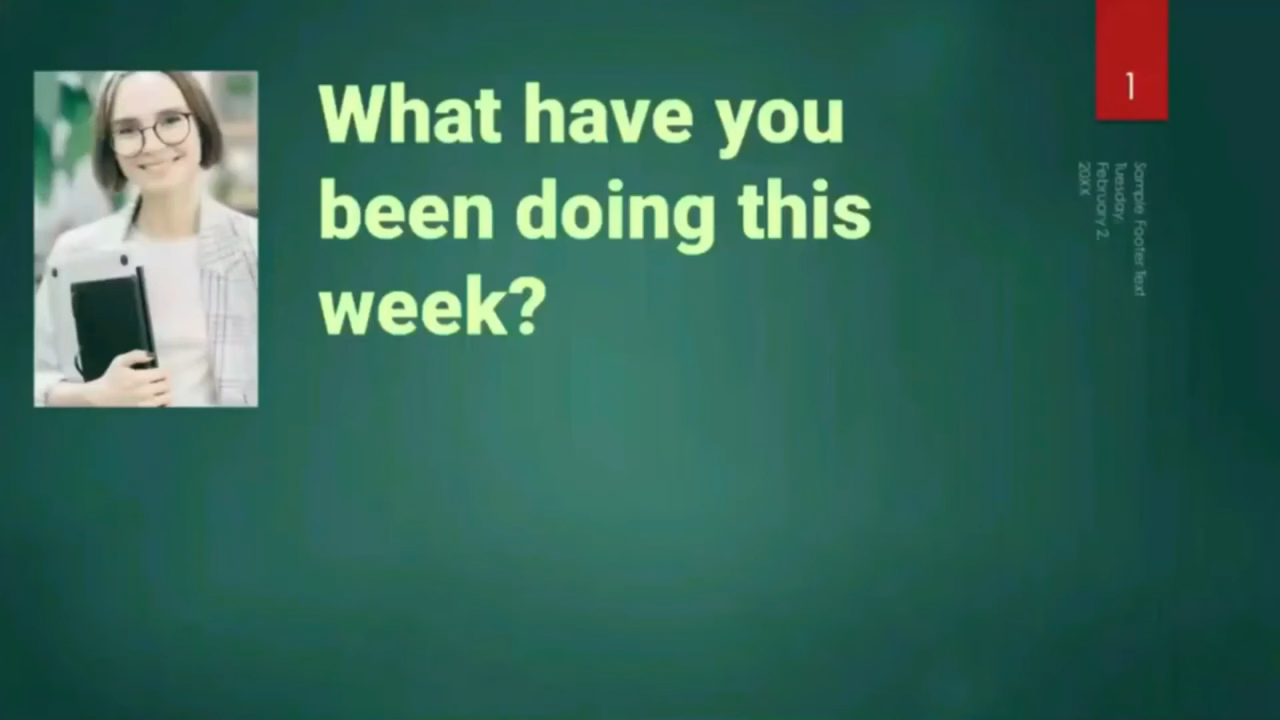 What have you
been doing this
week?
1
Sample Footer Text
Tuesday,
February 2,
20XX